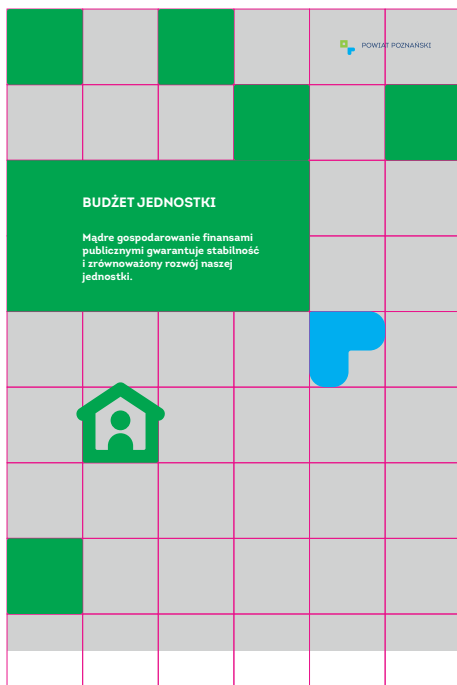 POWIAT POZNAŃSKI
BUDŻET JEDNOSTKI
Mądre gospodarowanie finansami
publicznymi gwarantuje stabilność
i zrównoważony rozwój naszej
jednostki.